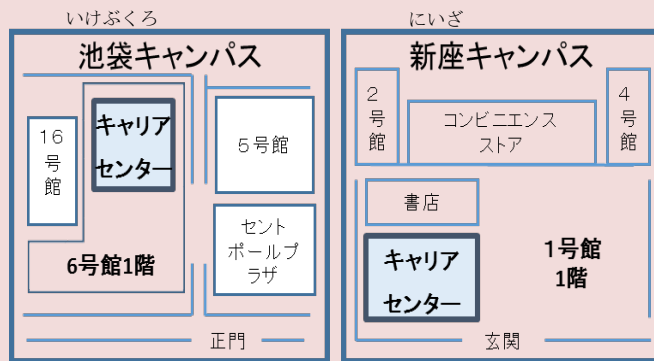 いけぶくろ
池袋キャンパス
16
号
館
キャリア
センター
5号館
セント
ポールプ
ラザ
6号館1階
正門
にいざ
新座キャンパス
2
号
館
コンビニエンス
ストア
4
号
館
書店
キャリア
センター
1号館
1階
玄関